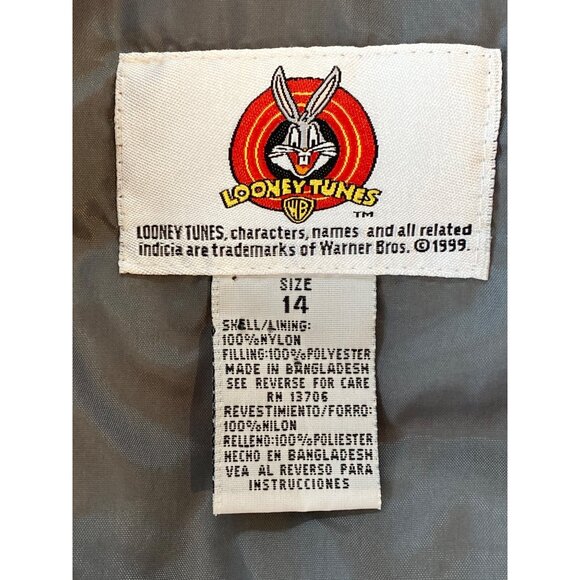 LOONEY TUNES
WB
TM
LOONEY TUNES, characters, names and all related
indicia are trademarks of Warner Bros. ©1999.
SIZE
14
SHELL/LINING:
100%NYLON
FILLING:100%POLYESTER
MADE IN BANGLADESH
SEE REVERSE FOR CARE
RN 13706
REVESTIMIENTO/FORRO:
100%NILON
RELLENO:100%POLIESTER
HECHO EN BANGLADESH
VEA AL REVERSO PARA
INSTRUCCIONES